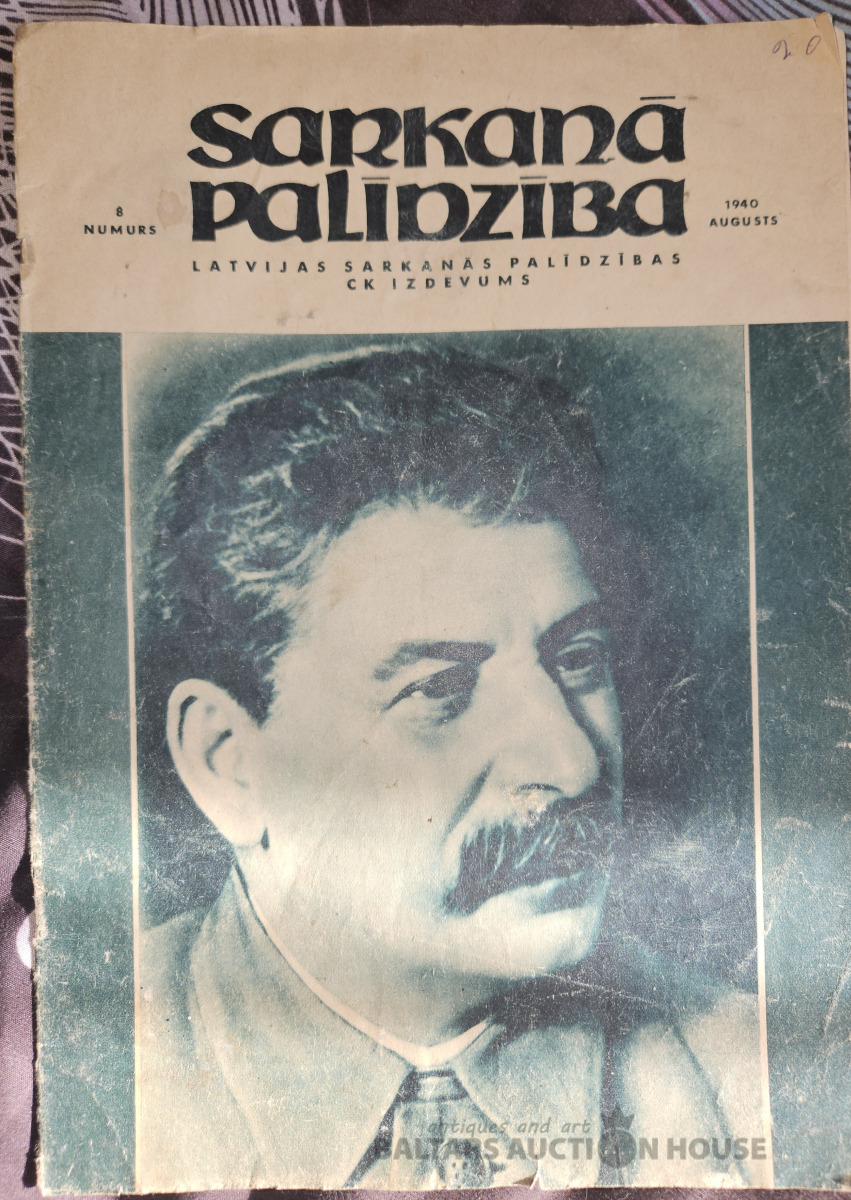 20
SARKANĀ
PALĪDZĪBA
8
NUMURS
1940
AUGUSTS
LATVIJAS SARKANĀS PALĪDZĪBAS
CK IZDEVUMS
antiques and art
BALTARS AUCTION HOUSE